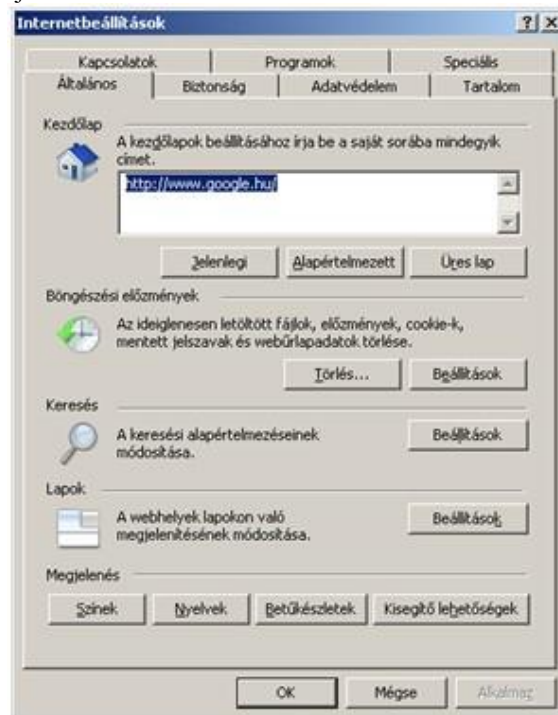 Internetbeállítások
Kapcsolatok Programok Speciális
Általános Biztonság Adatvédelem Tartalom
Kezdőlap
A kezdőlapok beállításához írja be a saját sorába mindegyik
címet.
http://www.google.hu/
Jelenlegi Alapértelmezett Üres lap
Böngészési előzmények
Az ideiglenesen letöltött fájlok, előzmények, cookie-k,
mentett jelszavak és webűrlapadatok törlése.
Törlés... Beállítások
Keresés
A keresési alapértelmezéseinek
módosítása.
Beállítások
Lapok
A webhelyek lapokon való
megjelenítésének módosítása.
Beállítások
Megjelenés
Színek Nyelvek Betűkészletek Kisegítő lehetőségek
OK Mégse Alkalmaz